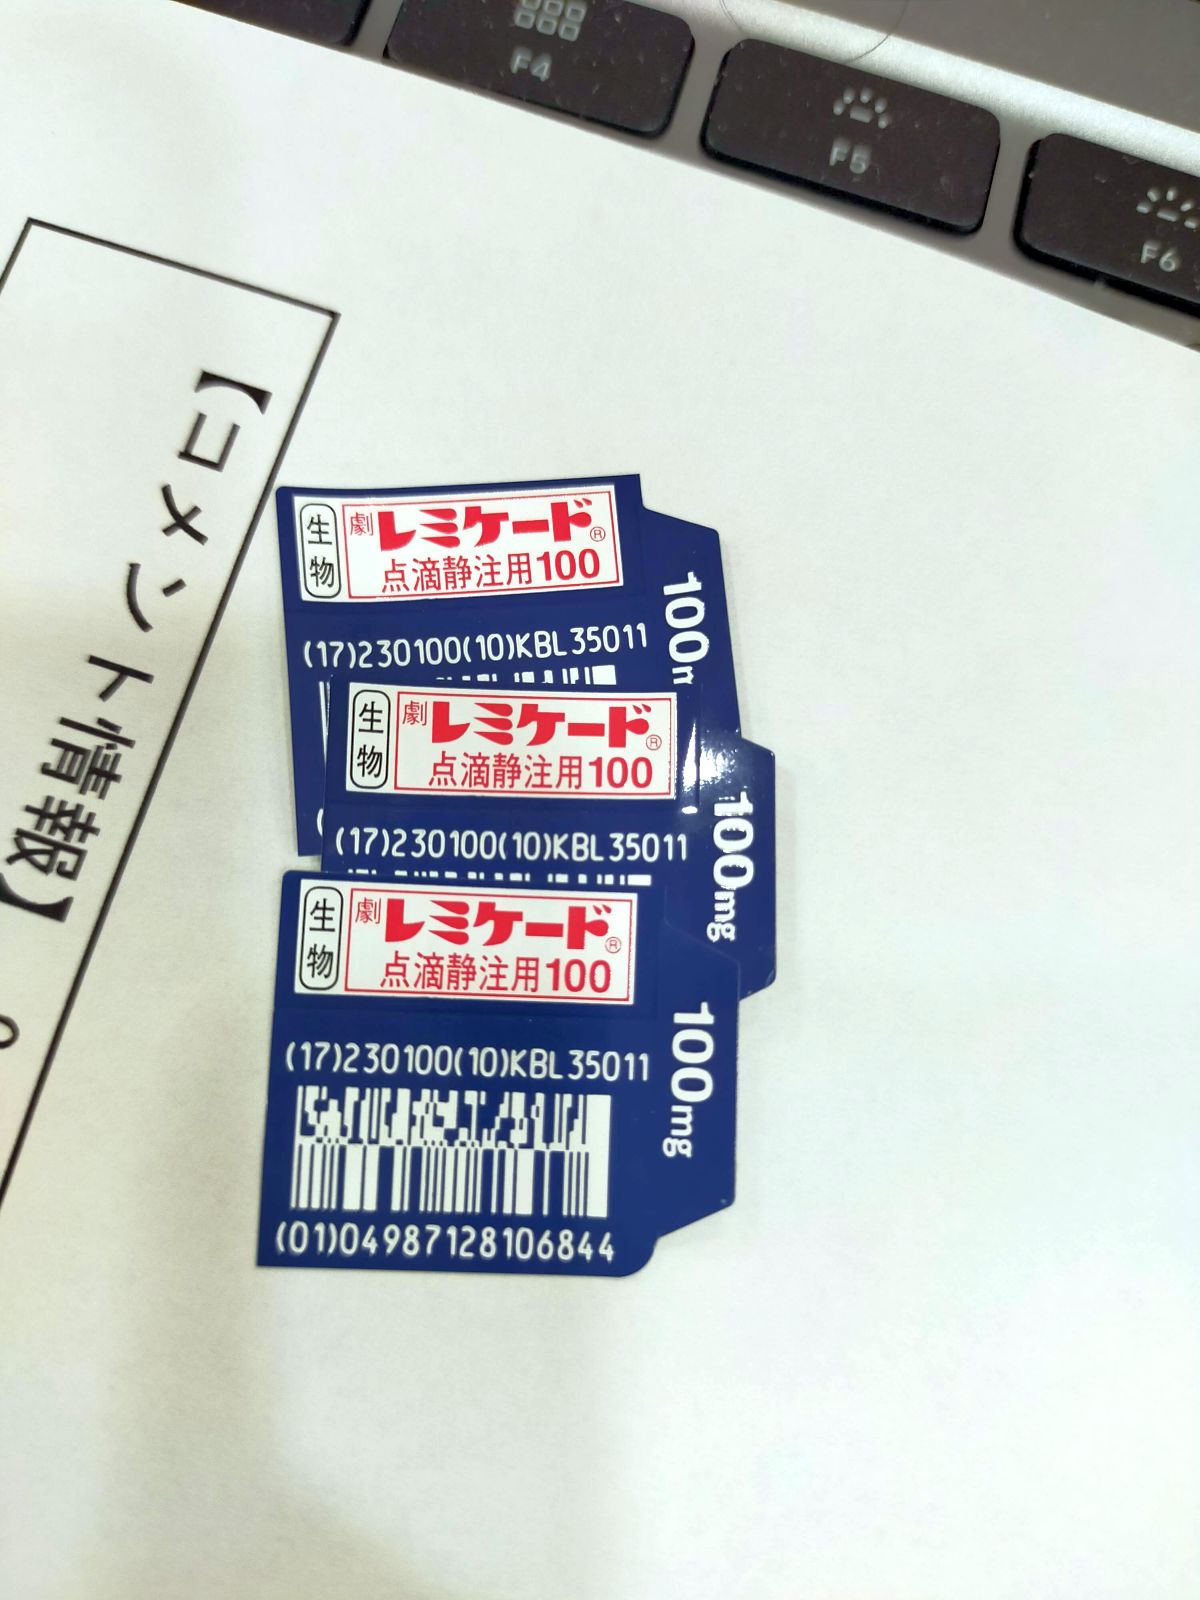 F4
F5
F6
【コメント情報】
生物
劇 レミケード®
点滴静注用100
(17)230100(10)KBL35011
100m
生物
劇 レミケード®
点滴静注用100
(17)230100(10)KBL35011
100mg
生物
劇 レミケード®
点滴静注用100
(17)230100(10)KBL35011
100mg
(01)04987128106844